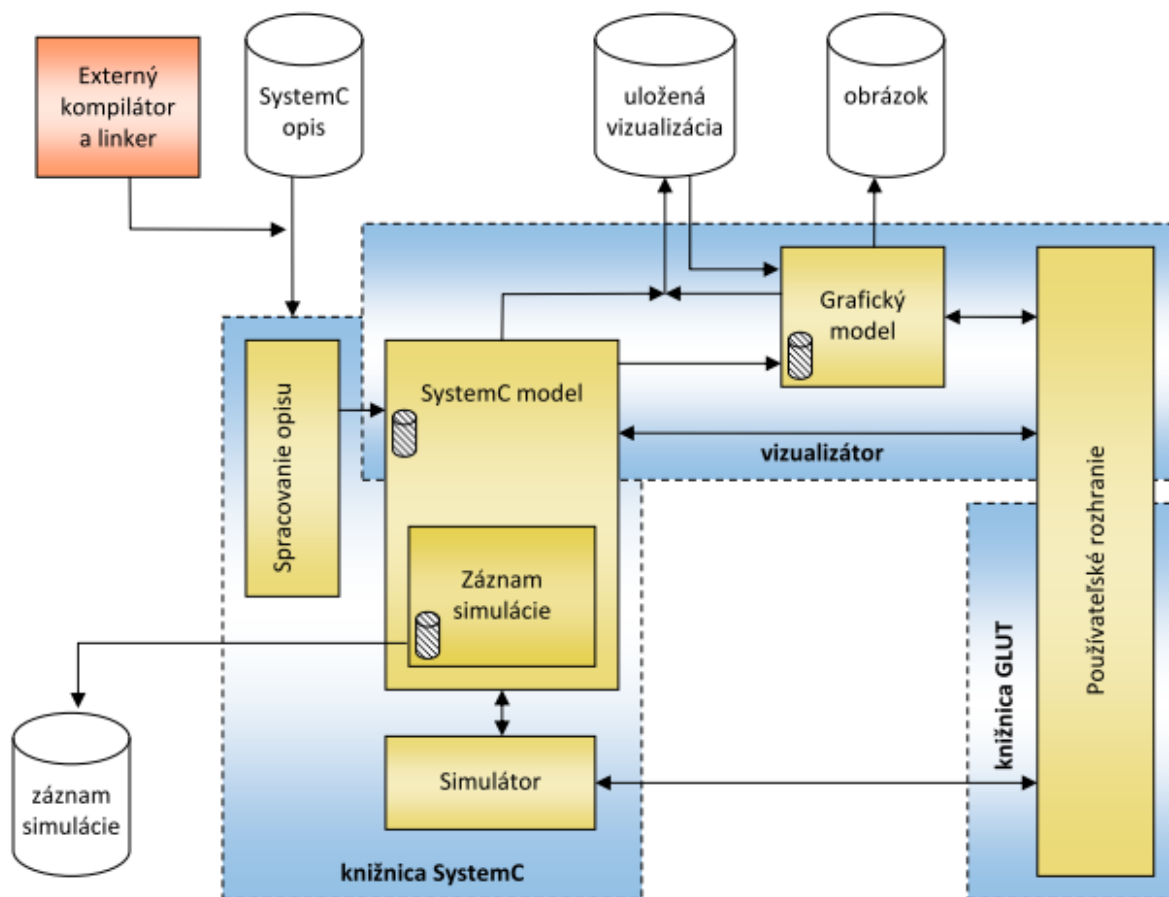 Externý
kompilátor
a linker
SystemC
opis
uložená
vizualizácia
obrázok
Grafický
model
SystemC model
Spracovanie opisu
vizualizátor
Používateľské rozhranie
Záznam
simulácie
knižnica GLUT
záznam
simulácie
Simulátor
knižnica SystemC